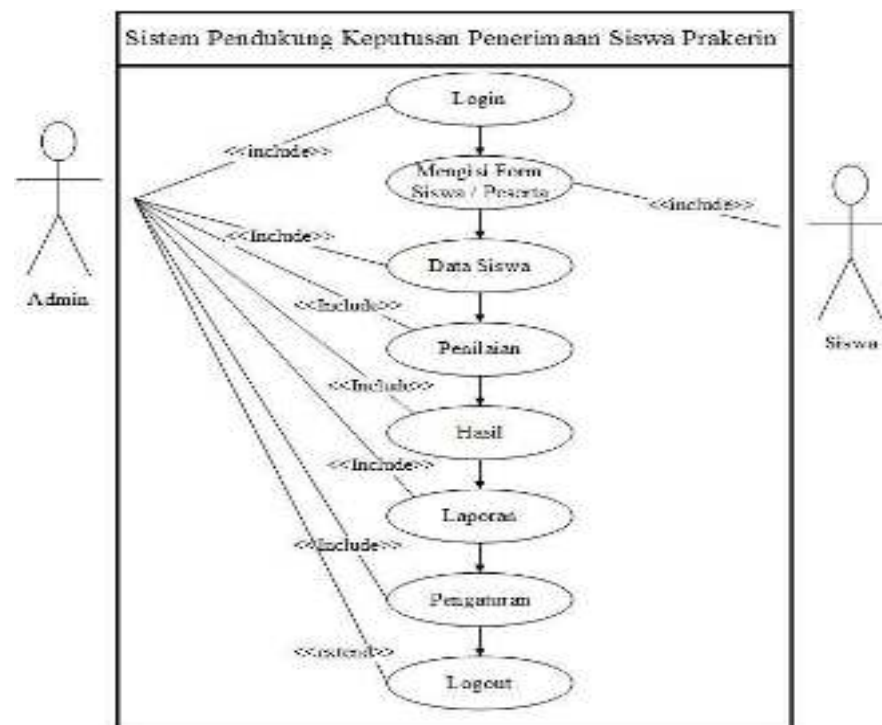 Sistem Pendukung Keputusan Penerimaan Siswa Prakerin
Login
<<include>>
Mengisi Form
Siswa / Peserta
<<include>>
<<Include>>
Data Siswa
Admin
<<Include>>
Penilaian
Siswa
<<Include>>
Hasil
<<Include>>
Laporan
<<Include>>
Pengaturan
<<extend>>
Logout